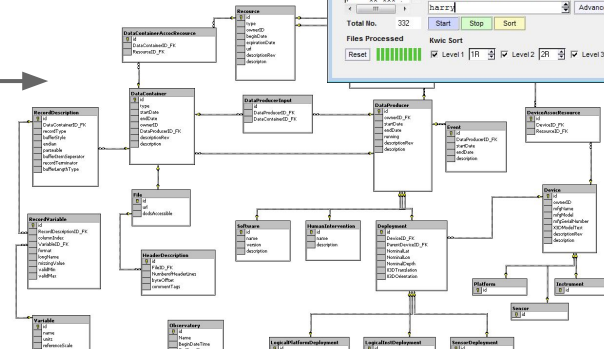 Resource
id
type
ownerID
beginDate
expirationDate
url
descriptionRev
description
harry
Advanc
Total No. 332 Start Stop Sort
Files Processed Kwic Sort
Reset Level 1 1R Level 2 2R Level 3
DataContainerAccocResource
id
DataContainerID_FK
ResourceID_FK
DataContainer
id
type
startDate
endDate
ownerID
DataProducerID_FK
descriptionRev
description
DataProducerInput
id
DataProducerID_FK
DataContainerID_FK
DataProducer
id
ownerID_FK
startDate
endDate
running
descriptionRev
description
Event
id
DataProducerID_FK
startDate
endDate
description
DeviceAssocResource
id
DeviceID_FK
ResourceID_FK
RecordDescription
id
DataContainerID_FK
recordType
bufferStyle
endian
parseable
bufferItemSeparator
recordTerminator
bufferLengthType
File
id
url
dodsAccessible
Device
id
ownerID
mfgName
mfgModel
mfgSerialNumber
XSDModelText
descriptionRev
description
RecordVariable
id
RecordDescriptionID_FK
columnIndex
VariableID_FK
format
longName
missingValue
validMin
validMax
Software
id
name
version
description
HumanIntervention
id
name
description
Deployment
id
DeviceID_FK
ParentDeviceID_FK
NominalLat
NominalLon
NominalDepth
X3DTranslation
X3DOrientation
HeaderDescription
id
FileID_FK
NumberofHeaderLines
byteOffset
commentTags
Platform
id
Instrument
id
Sensor
id
Variable
id
name
units
referenceScale
Observatory
id
Name
BeginDateTime
LogicalPlatformDeployment
LogicalInstDeployment
SensorDeployment